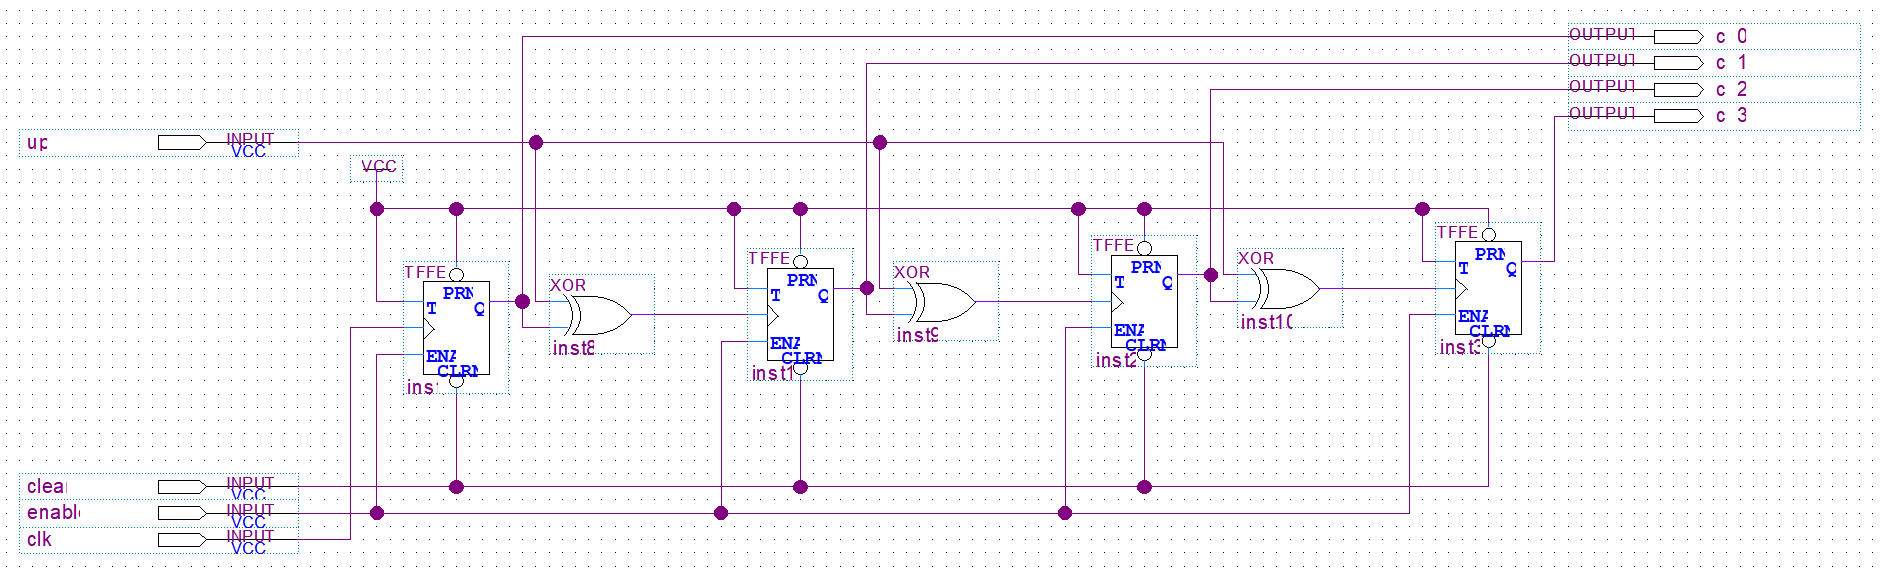 OUTPUT c 0
OUTPUT c 1
OUTPUT c 2
OUTPUT c 3
up INPUT
VCC
VCC
TFFE
PRN
T Q
ENA
CLRN
inst
XOR
inst8
TFFE
PRN
T Q
ENA
CLRN
inst1
XOR
inst9
TFFE
PRN
T Q
ENA
CLRN
inst2
XOR
inst10
TFFE
PRN
T Q
ENA
CLRN
inst3
clear INPUT
VCC
enable INPUT
VCC
clk INPUT
VCC